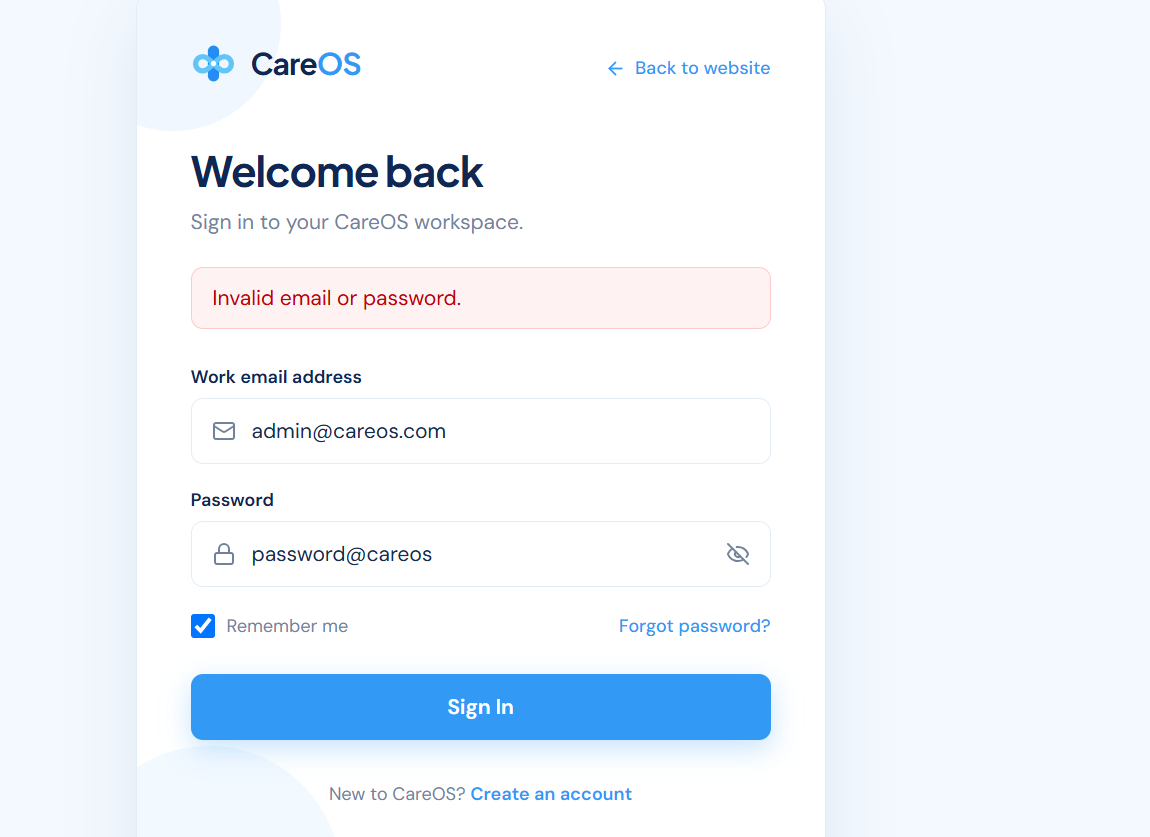 CareOS
Back to website
Welcome back
Sign in to your CareOS workspace.
Invalid email or password.
Work email address
admin@careos.com
Password
password@careos
Remember me
Forgot password?
Sign In
New to CareOS? Create an account